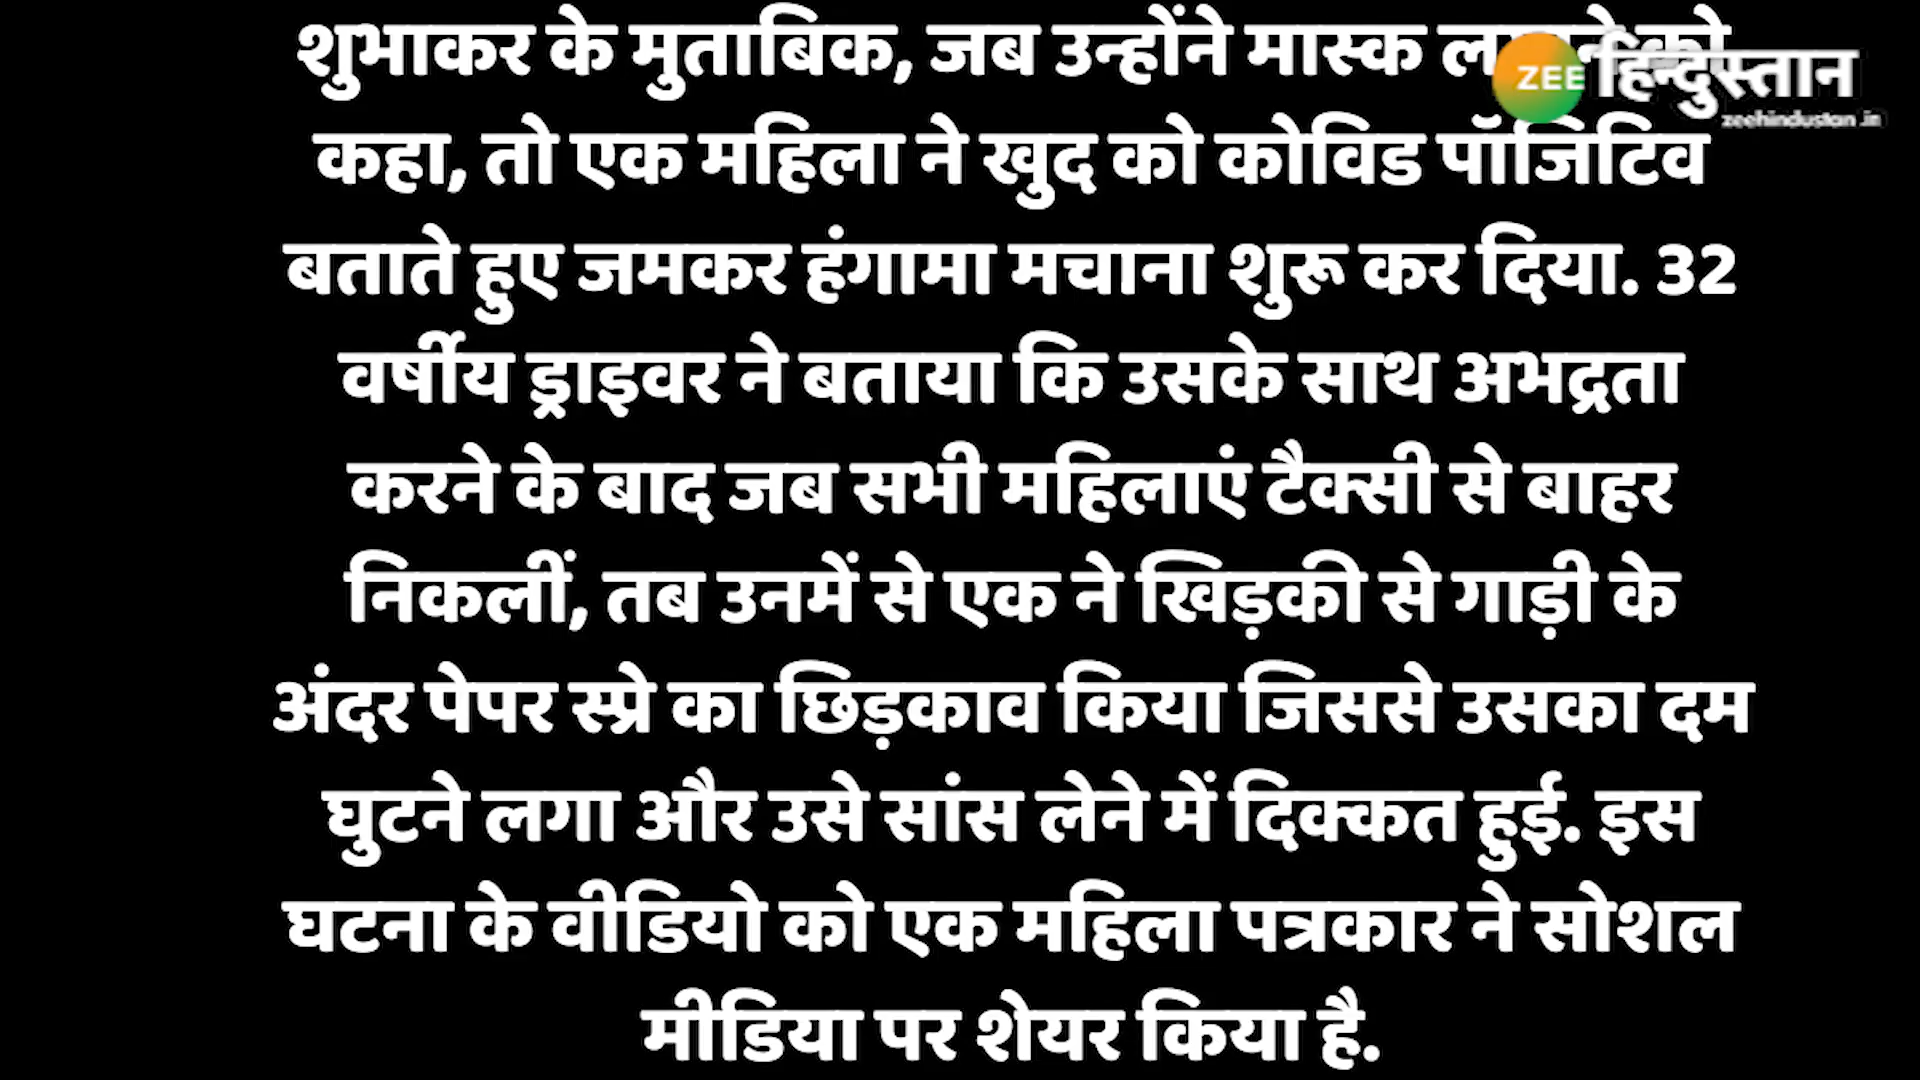 शुभाकर के मुताबिक, जब उन्होंने मास्क को
ZEE हिन्दुस्तान
zeehindustan.in
कहा, तो एक महिला ने खुद को कोविड पॉजिटिव
बताते हुए जमकर हंगामा मचाना शुरू कर दिया. 32
वर्षीय ड्राइवर ने बताया कि उसके साथ अभद्रता
करने के बाद जब सभी महिलाएं टैक्सी से बाहर
निकलीं, तब उनमें से एक ने खिड़की से गाड़ी के
अंदर पेपर स्प्रे का छिड़काव किया जिससे उसका दम
घुटने लगा और उसे सांस लेने में दिक्कत हुई. इस
घटना के वीडियो को एक महिला पत्रकार ने सोशल
मीडिया पर शेयर किया है.